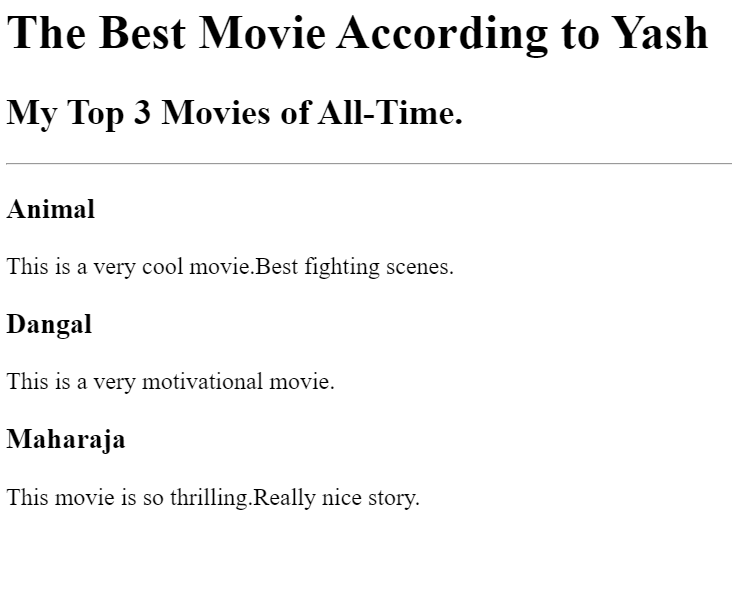 The Best Movie According to Yash
My Top 3 Movies of All-Time.
Animal
This is a very cool movie.Best fighting scenes.
Dangal
This is a very motivational movie.
Maharaja
This movie is so thrilling.Really nice story.